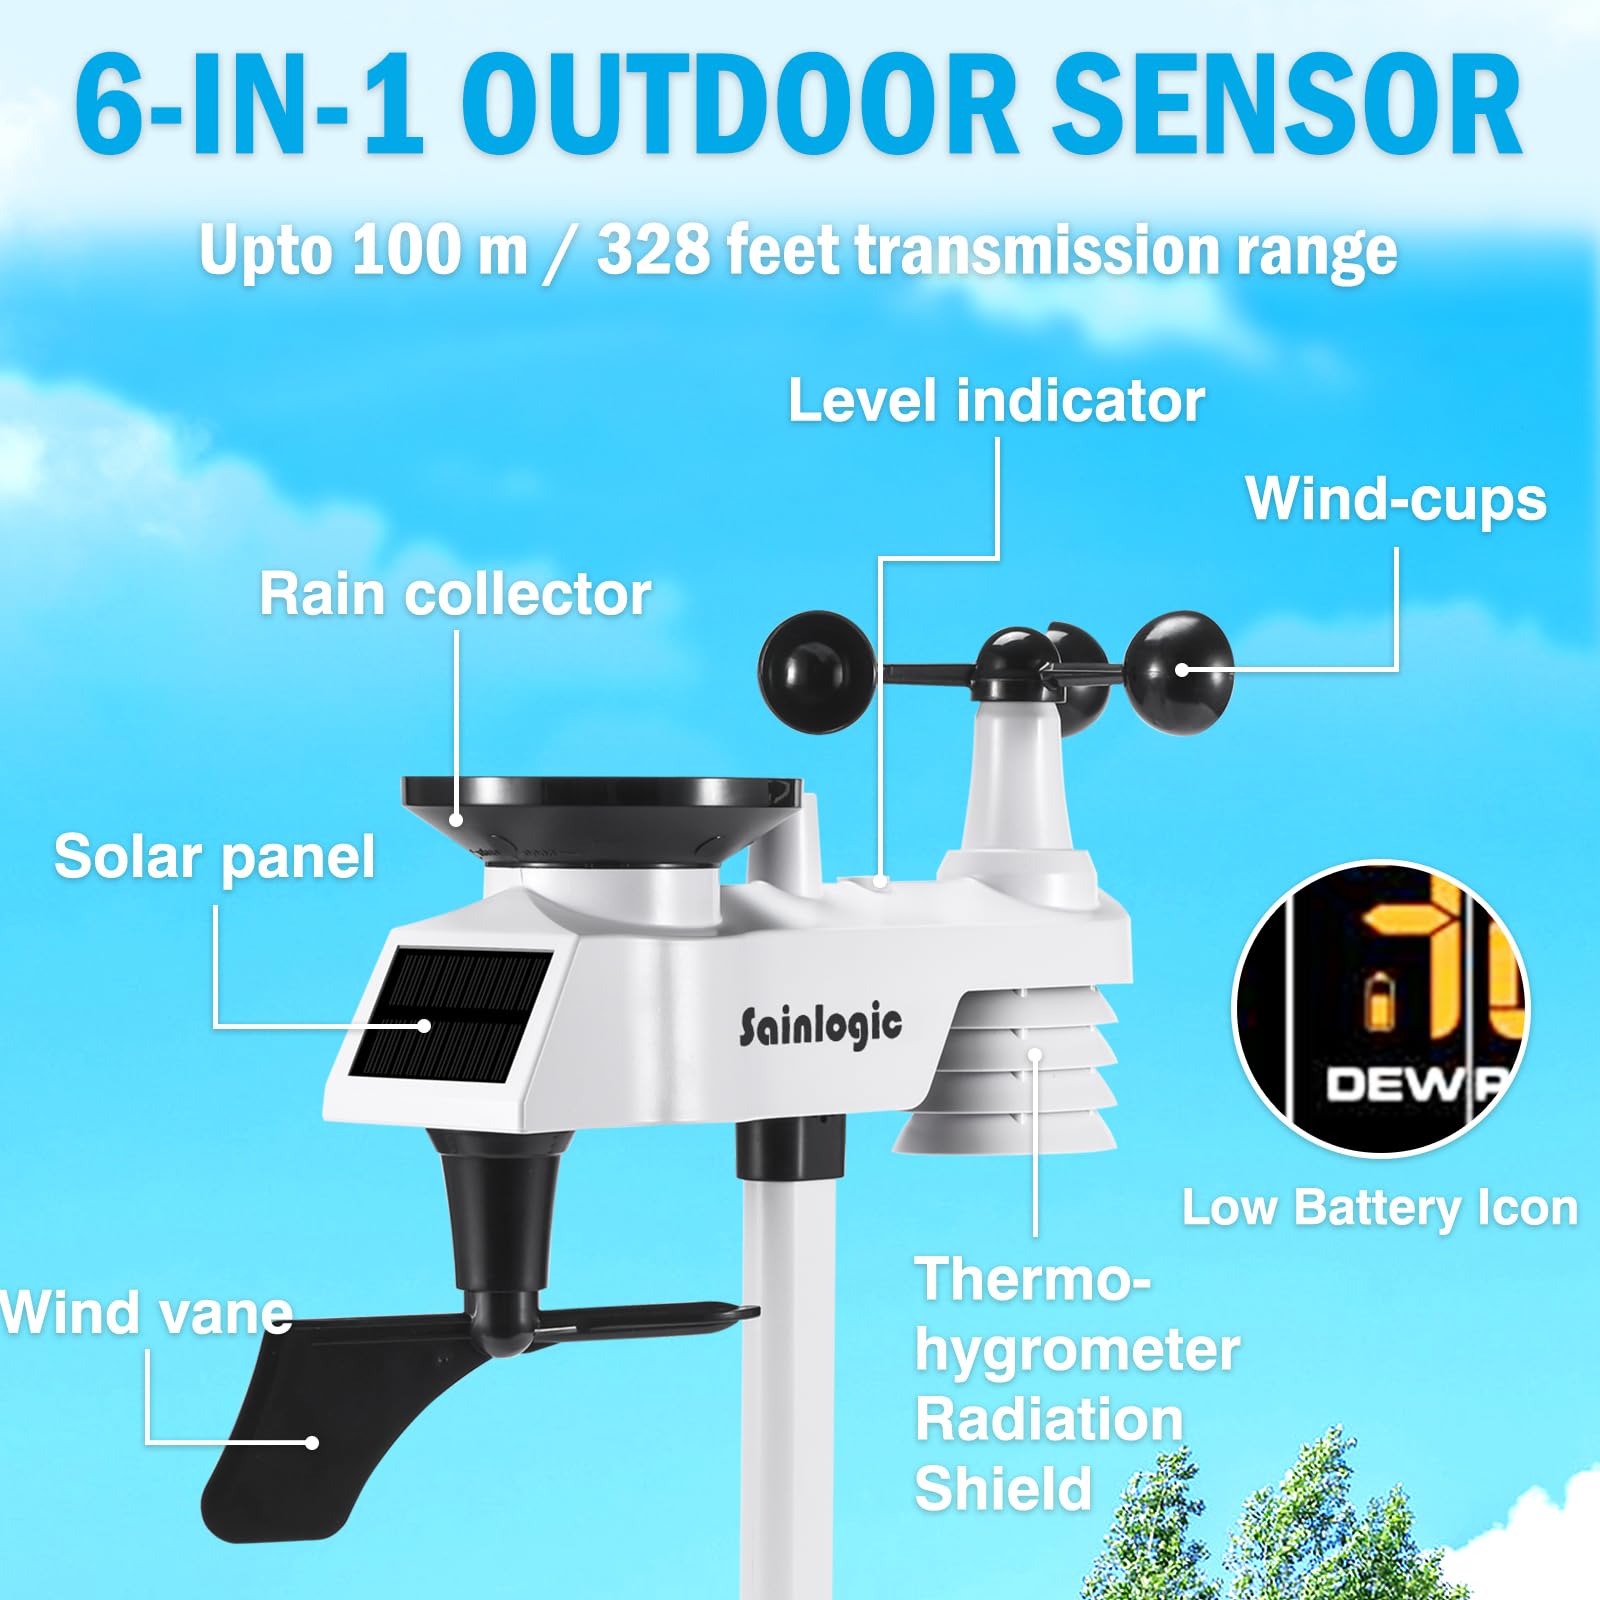 6-IN-1 OUTDOOR SENSOR
Upto 100 m / 328 feet transmission range
Level indicator
Wind-cups
Rain collector
Solar panel
Sainlogic
DEW P
Low Battery Icon
Wind vane
Thermo-
hygrometer
Radiation
Shield